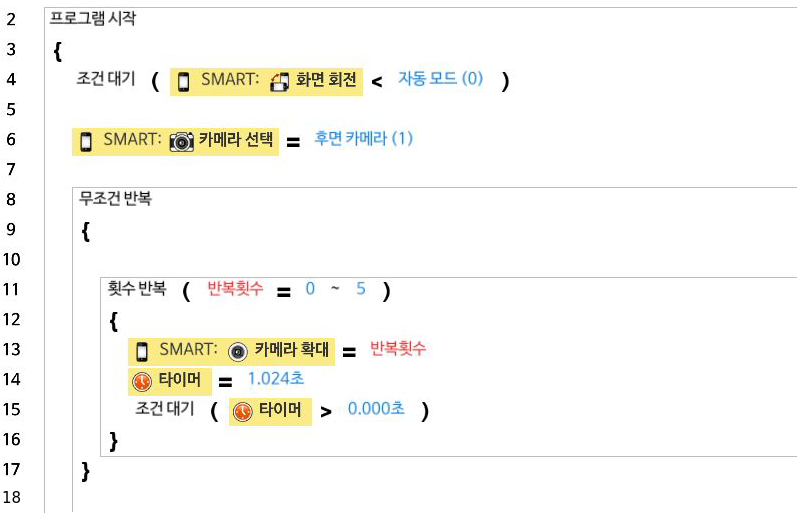 2 프로그램 시작
3 {
4 조건 대기 ( SMART: 화면 회전 < 자동 모드 (0) )
5
6 SMART: 카메라 선택 = 후면 카메라 (1)
7
8 무조건 반복
9 {
10
11 횟수 반복 ( 반복횟수 = 0 ~ 5 )
12 {
13 SMART: 카메라 확대 = 반복횟수
14 타이머 = 1.024초
15 조건 대기 ( 타이머 > 0.000초 )
16 }
17 }
18